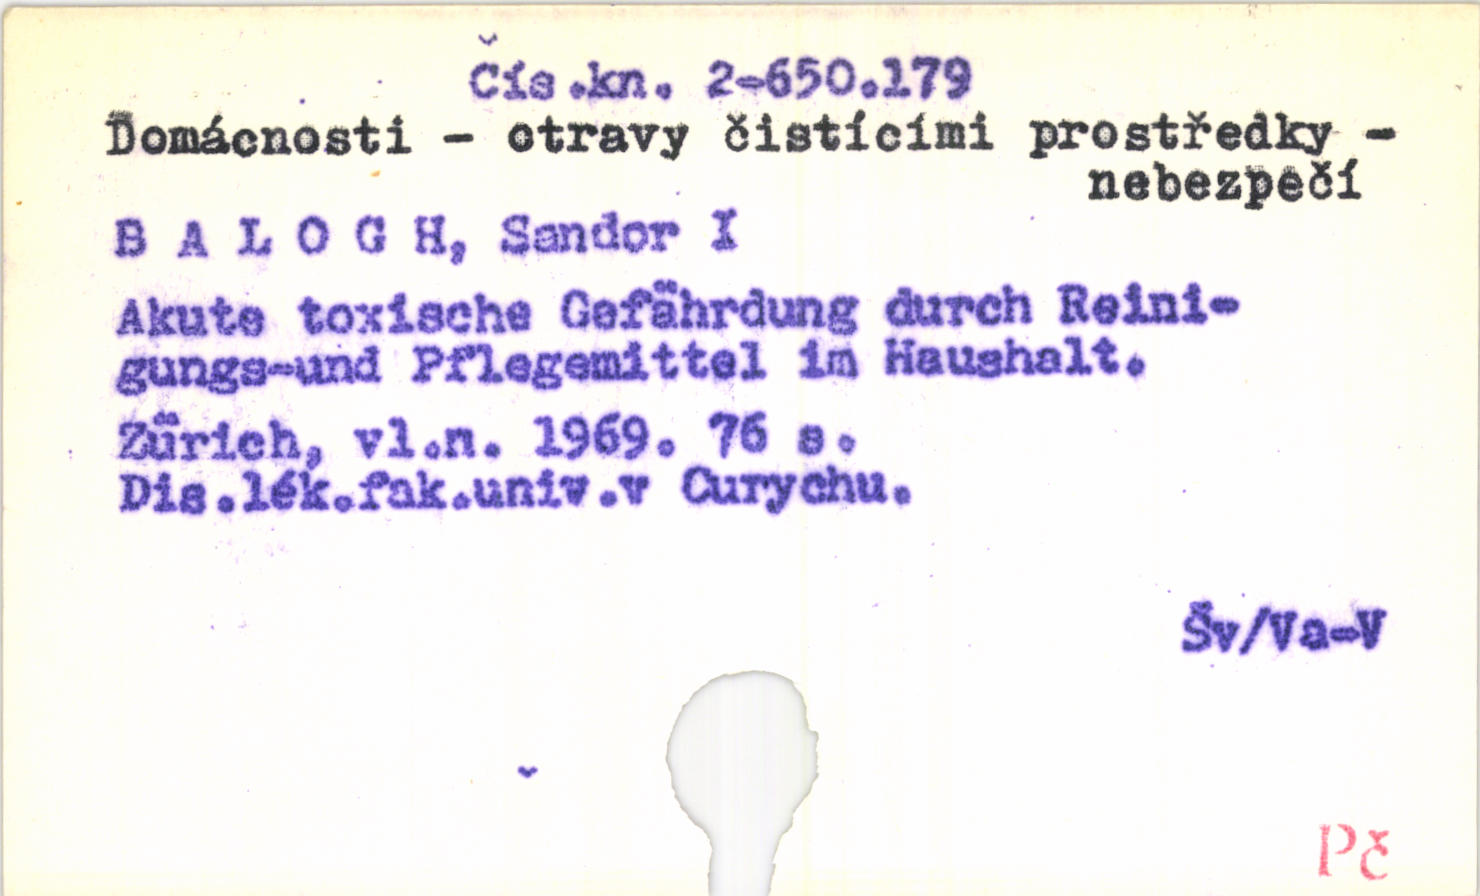 Čís.kn. 2-650.179
Domácnosti - otravy čistícími prostředky -
nebezpečí
B A L O G H, Sandor I
Akute toxische Gefährdung durch Reini-
gungs-und Pflegemittel im Haushalt.
Zürich, vl.n. 1969. 76 s.
Dis.lék.fak.univ.v Curychu.
Šv/Va-V
Pč